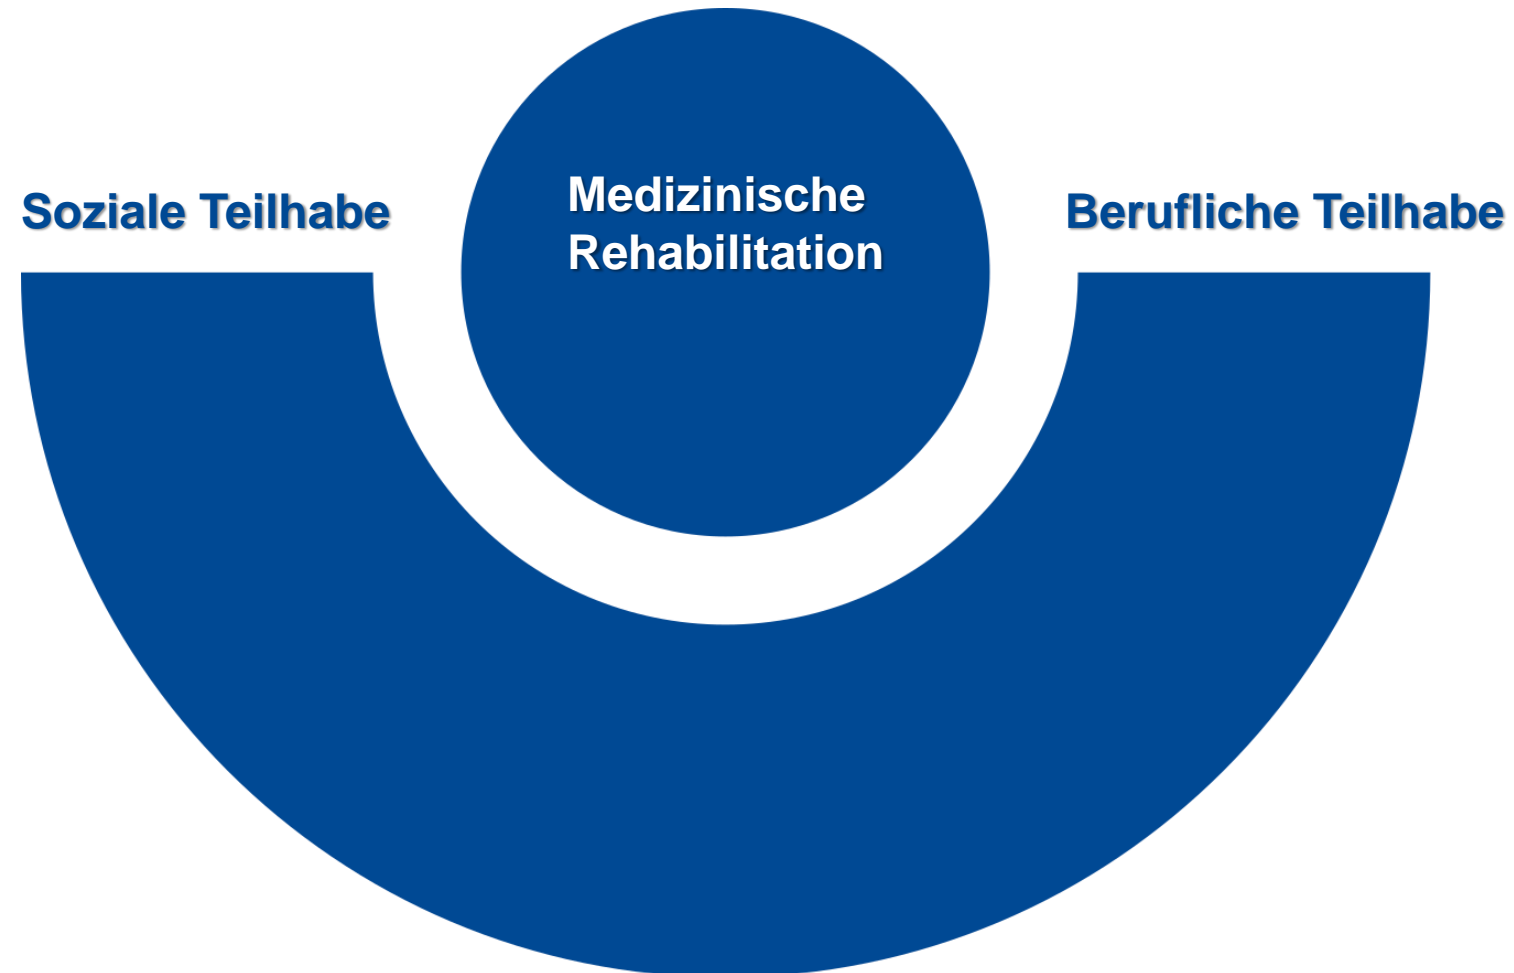 Soziale Teilhabe
Medizinische
Rehabilitation
Berufliche Teilhabe